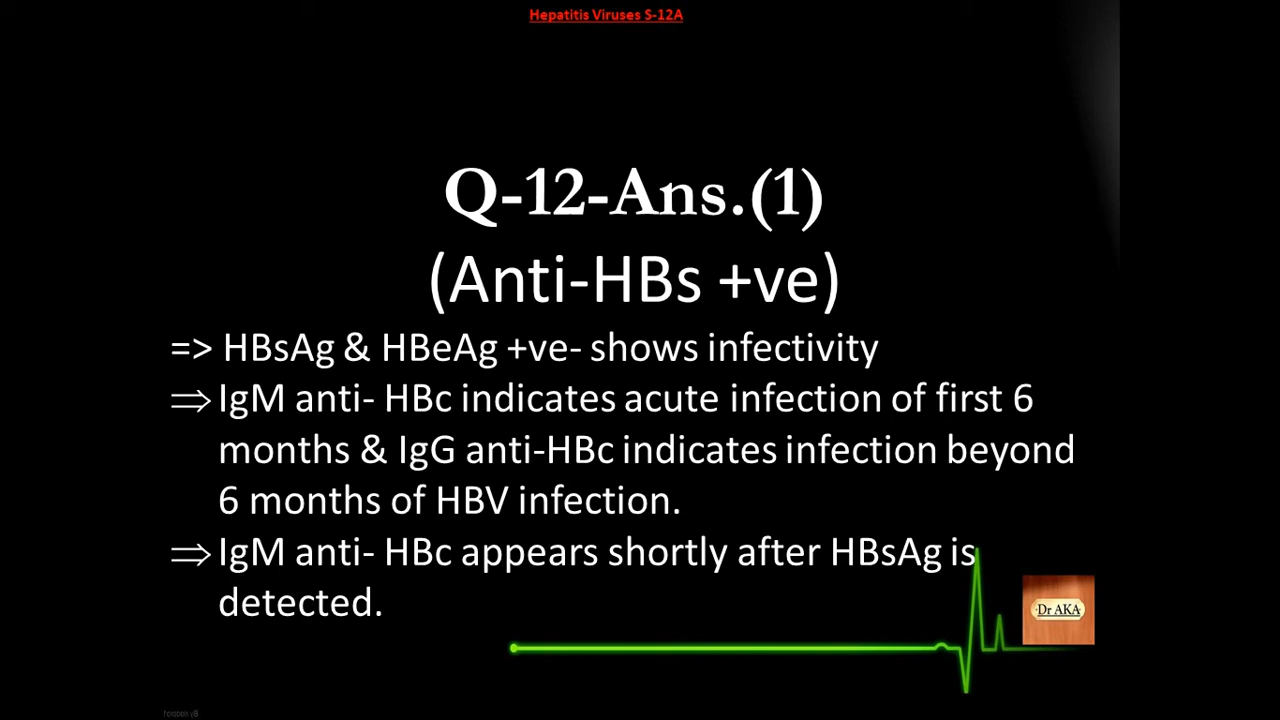 Hepatitis Viruses S-12A
Q-12-Ans.(1)
(Anti-HBs +ve)
=> HBsAg & HBeAg +ve- shows infectivity
⇒ IgM anti- HBc indicates acute infection of first 6
months & IgG anti-HBc indicates infection beyond
6 months of HBV infection.
⇒ IgM anti- HBc appears shortly after HBsAg is
detected.
Dr AKA